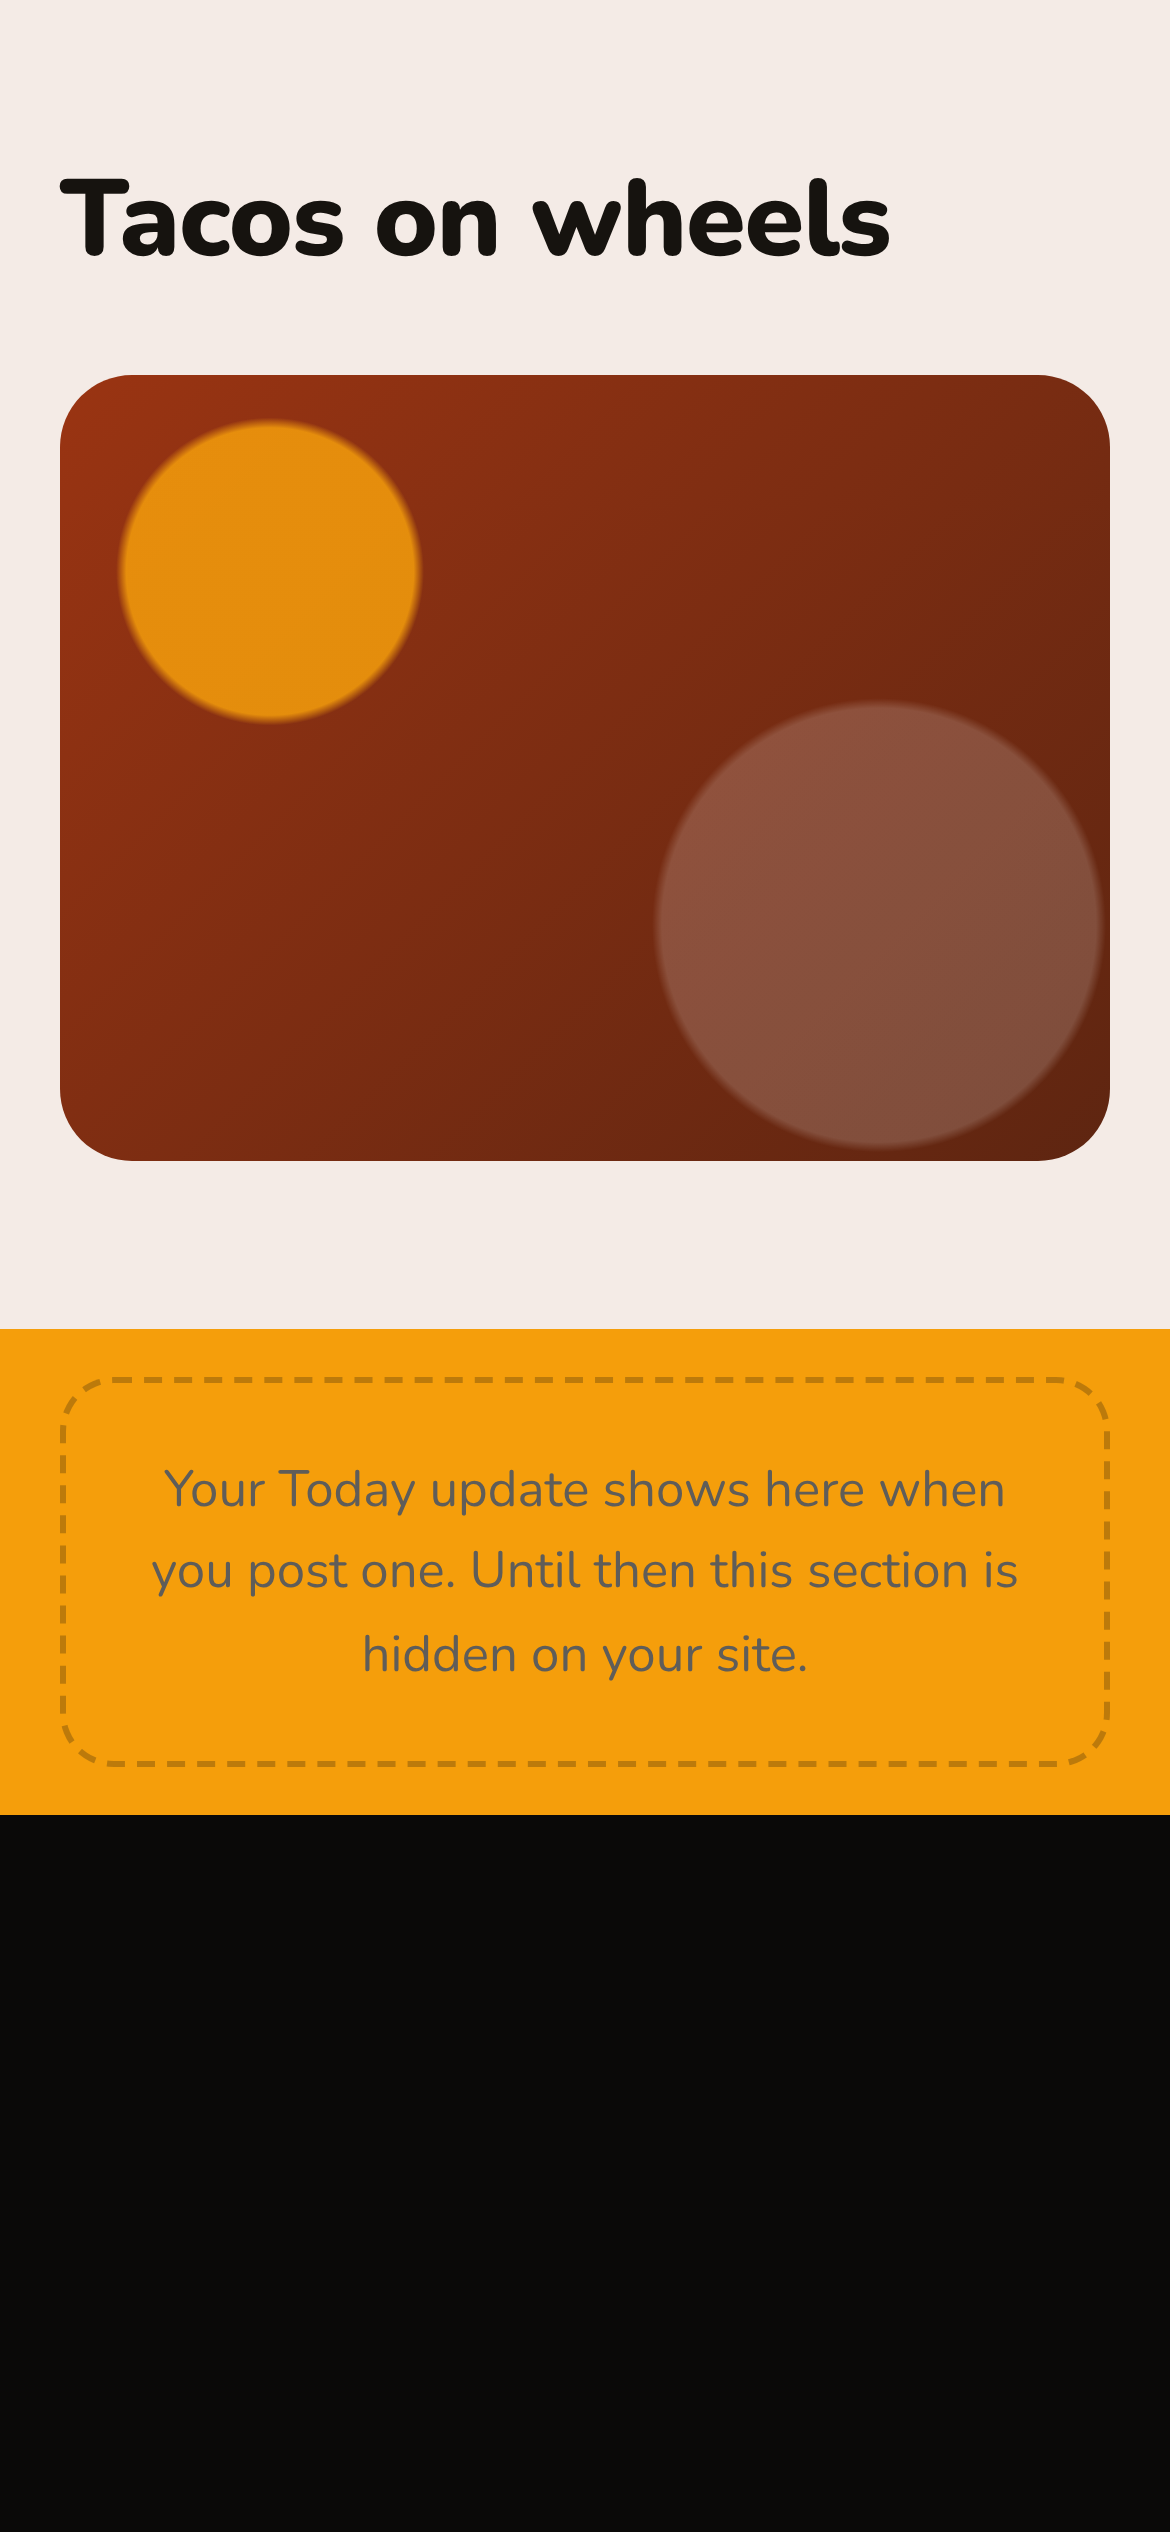 Tacos on wheels
Your Today update shows here when
you post one. Until then this section is
hidden on your site.